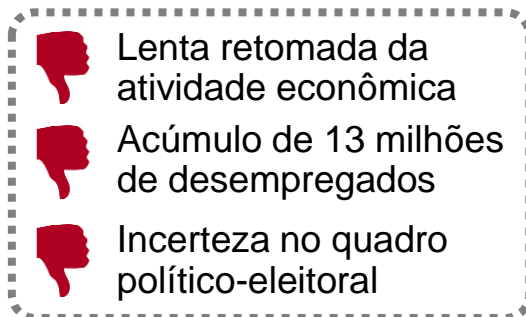 Lenta retomada da
atividade econômica
Acúmulo de 13 milhões
de desempregados
Incerteza no quadro
político-eleitoral